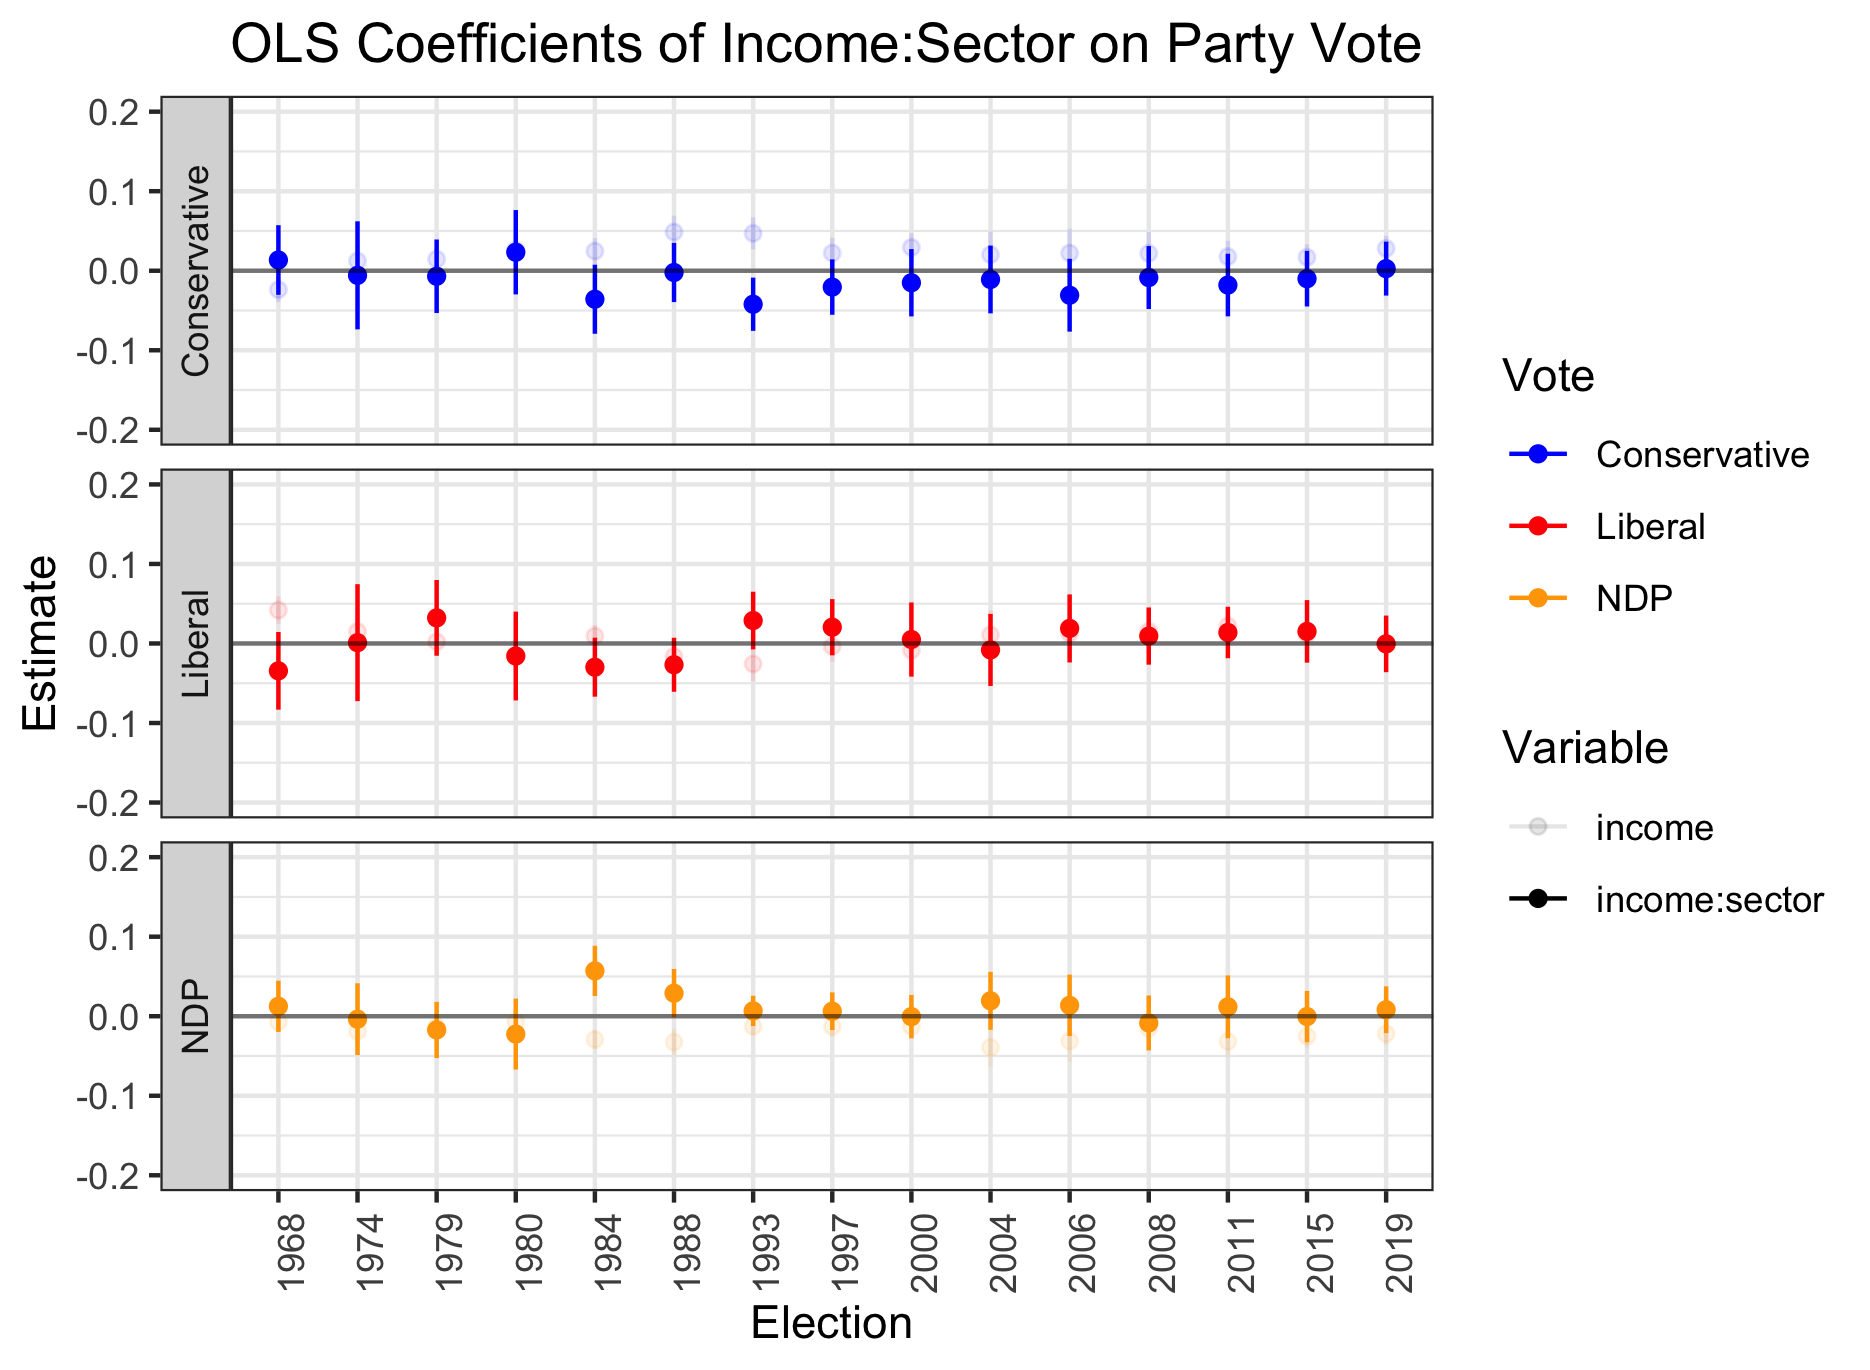 OLS Coefficients of Income:Sector on Party Vote
Estimate
Conservative
0.2
0.1
0.0
-0.1
-0.2
Liberal
0.2
0.1
0.0
-0.1
-0.2
NDP
0.2
0.1
0.0
-0.1
-0.2
1968
1974
1979
1980
1984
1988
1993
1997
2000
2004
2006
2008
2011
2015
2019
Election
Vote
Conservative
Liberal
NDP
Variable
income
income:sector